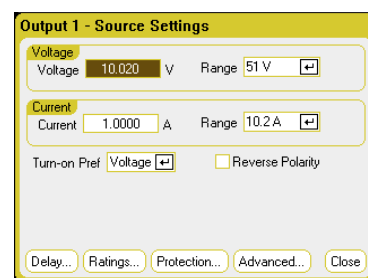 Output 1 - Source Settings
Voltage
Voltage 10.020 V Range 51 V
Current
Current 1.0000 A Range 10.2 A
Turn-on Pref Voltage Reverse Polarity
Delay... Ratings... Protection... Advanced... Close